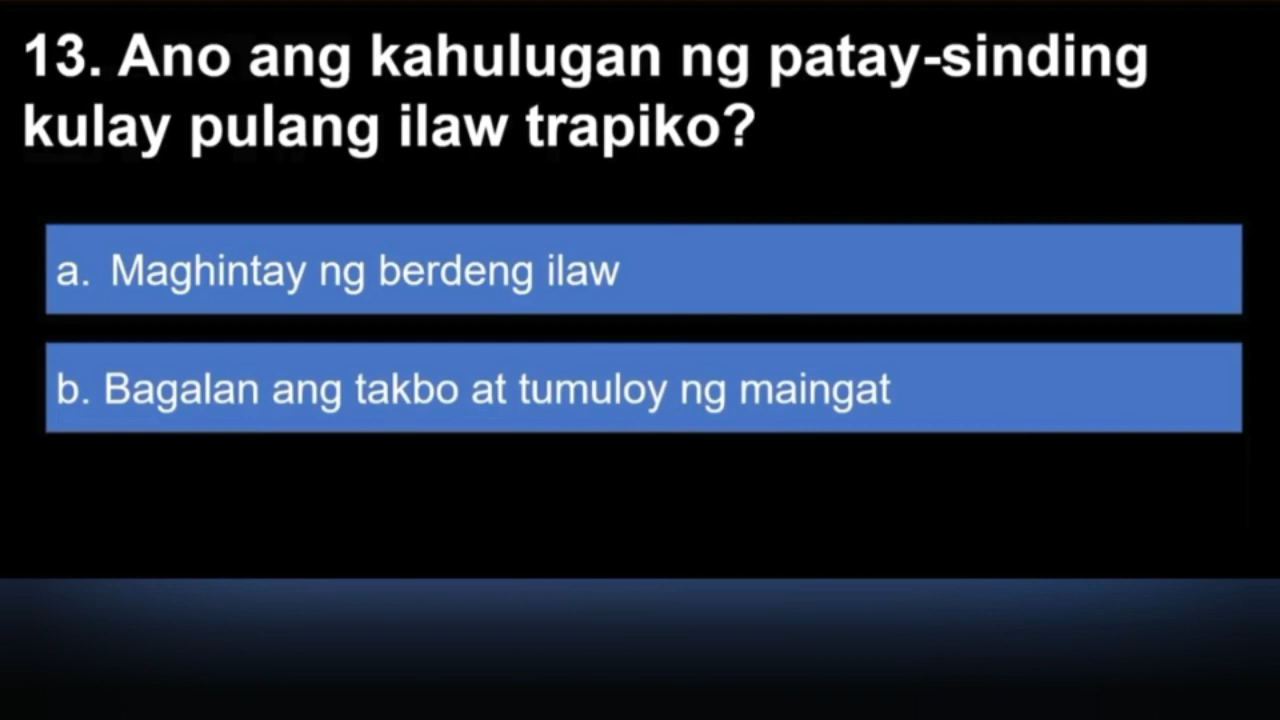 13. Ano ang kahulugan ng patay-sinding
kulay pulang ilaw trapiko?
a. Maghintay ng berdeng ilaw
b. Bagalan ang takbo at tumuloy ng maingat